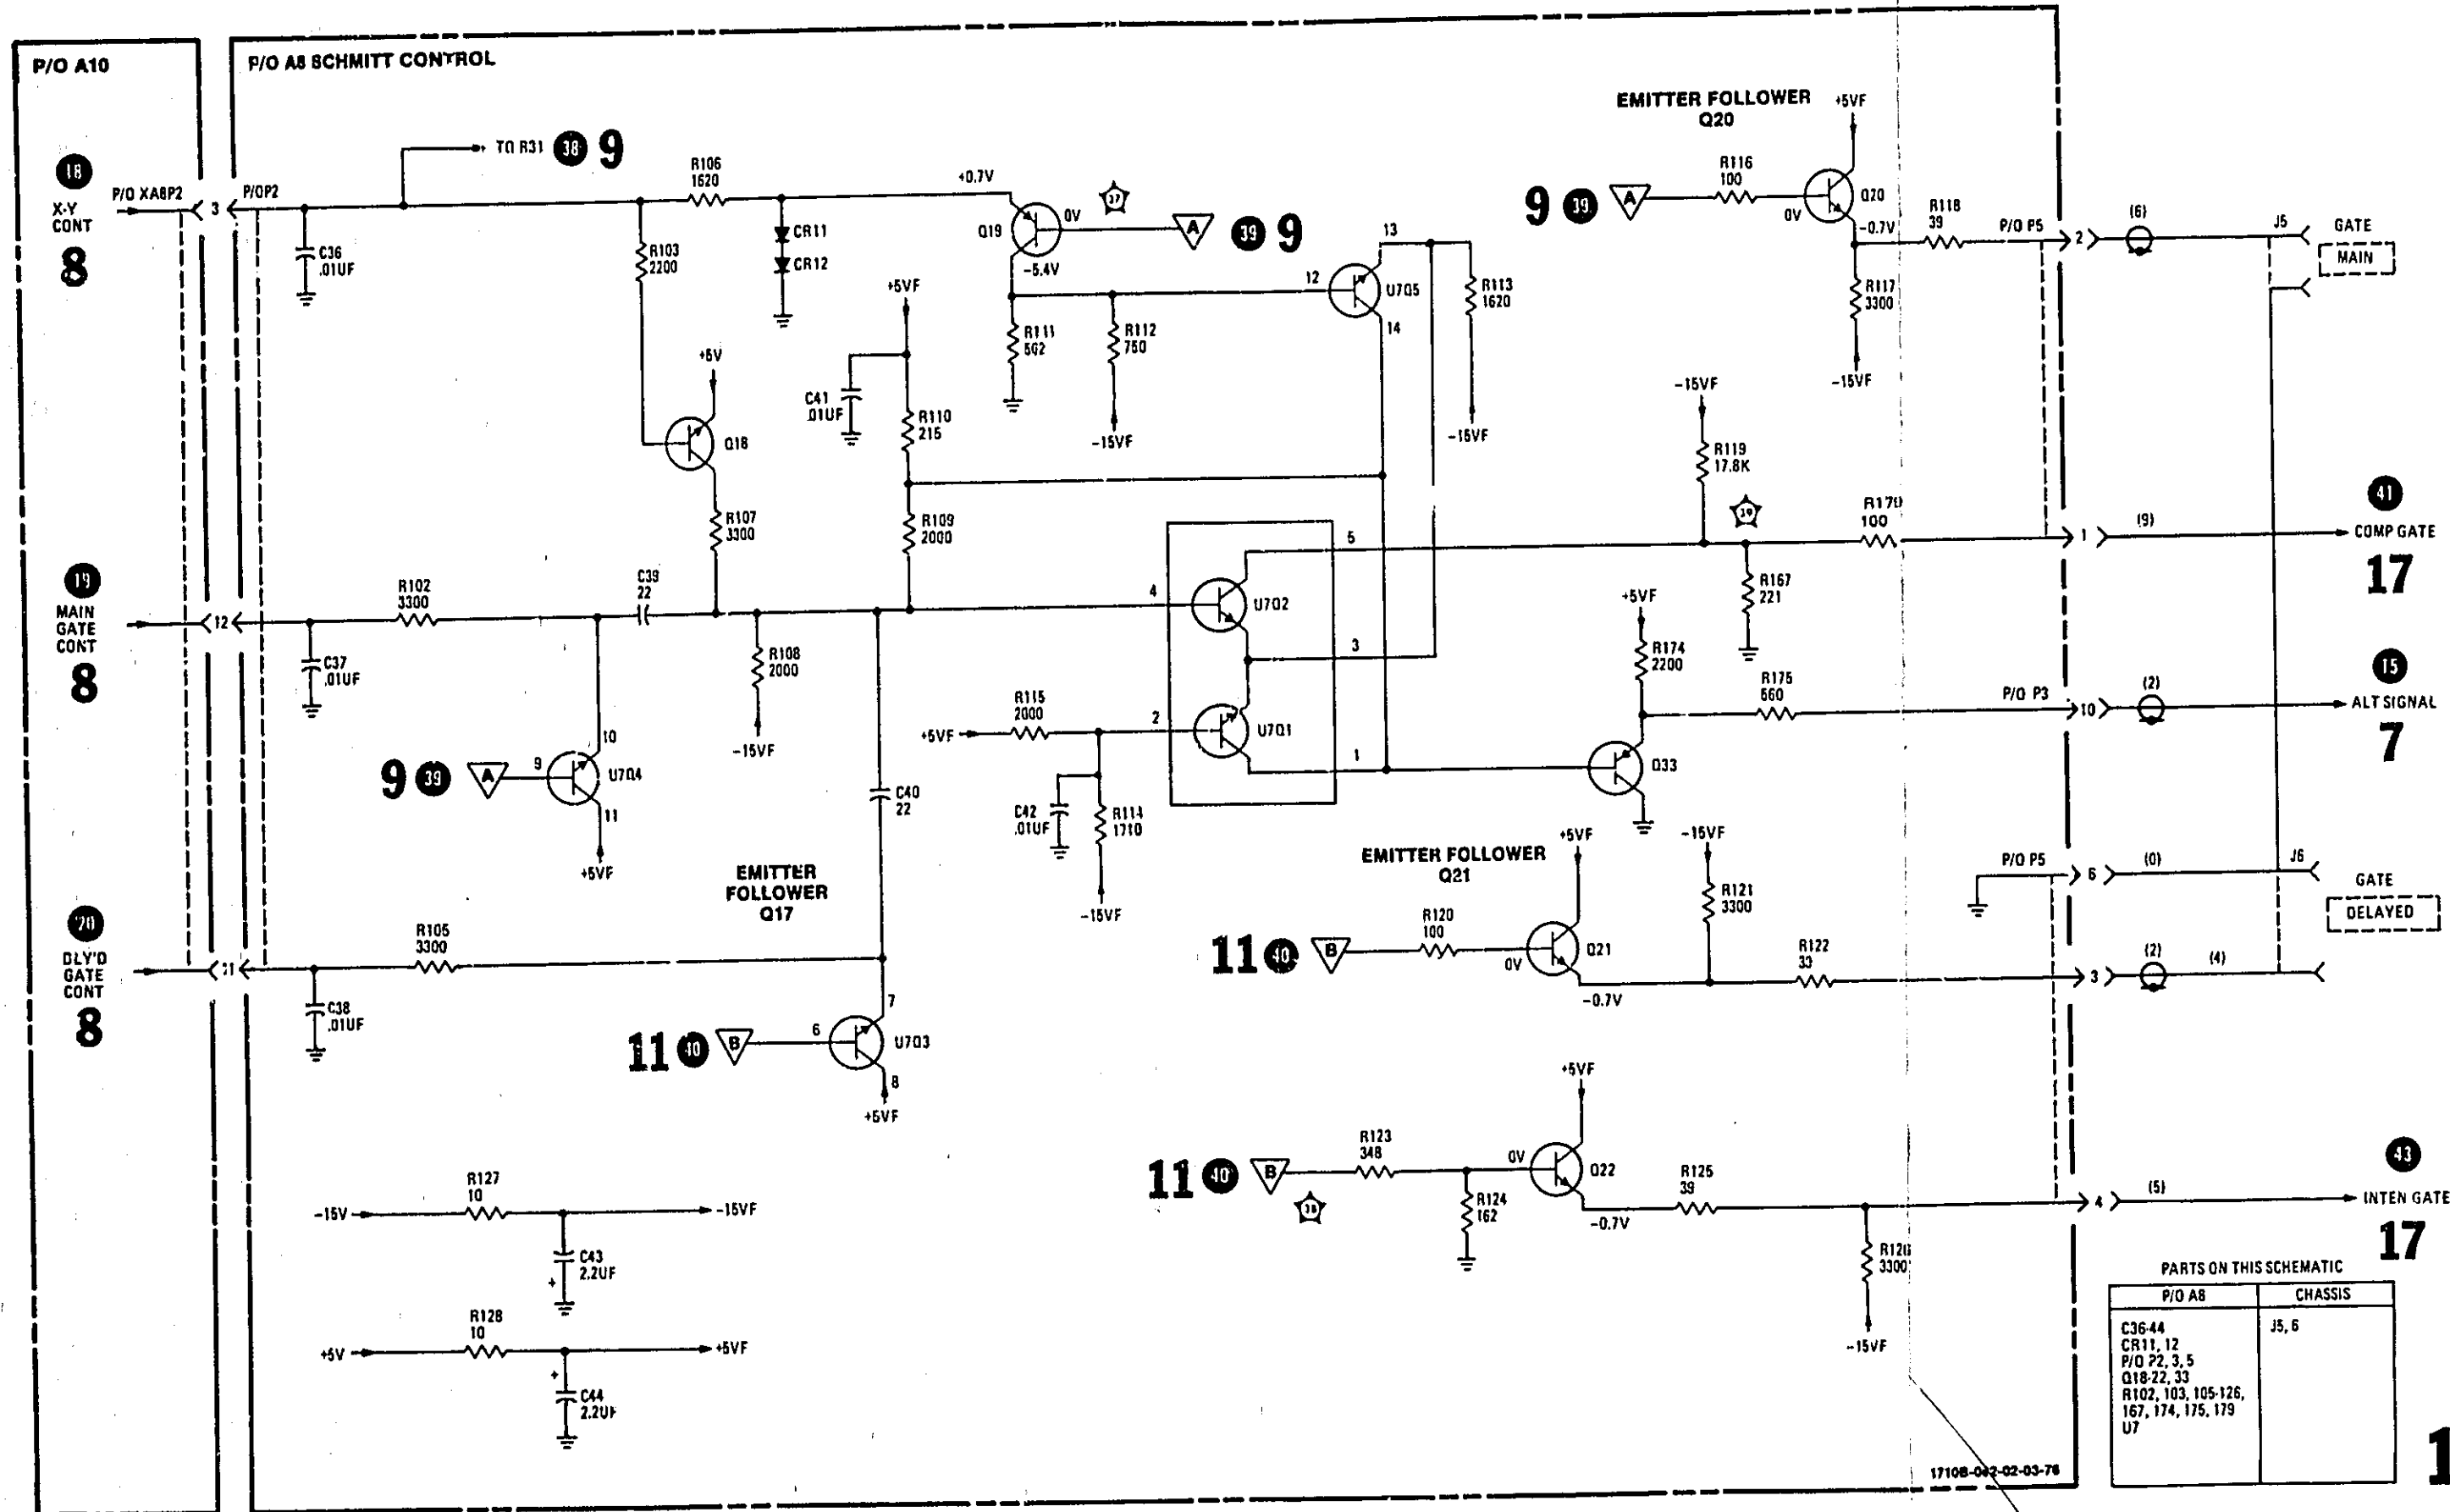 P/O A10
P/O A8 SCHMITT CONTROL
EMITTER FOLLOWER
Q20
+5VF
18
X-Y
CONT
8
P/O XA8P2
3
P/OP2
TO R31
38
9
C36
.01UF
R106
1620
R103
2200
CR11
CR12
+0.7V
Q19
0V
37
-5.4V
A
39
9
9
39
A
R116
100
0V
Q20
-0.7V
R118
39
P/O P5
2
(6)
J5
GATE
MAIN
R117
3300
-15VF
+5V
Q18
R107
3300
+5VF
C41
.01UF
R110
215
R109
2000
R111
562
R112
750
-15VF
12
13
14
U7Q5
R113
1620
-15VF
-15VF
R119
17.8K
19
MAIN
GATE
CONT
8
12
C37
.01UF
R102
3300
C39
22
R108
2000
-15VF
4
5
3
U7Q2
2
1
U7Q1
R167
221
100
1
(9)
41
COMP GATE
17
+5VF
R174
2200
R175
560
P/O P3
10
(2)
15
ALT SIGNAL
7
Q33
9
39
A
9
10
U7Q4
11
+5VF
C40
22
R115
2000
+5VF
C42
.01UF
R114
-15VF
EMITTER
FOLLOWER
Q17
20
DLY'D
GATE
CONT
8
C38
.01UF
R105
3300
11
40
B
6
7
U7Q3
8
+5VF
EMITTER FOLLOWER
Q21
+5VF
-15VF
R121
3300
11
40
B
R120
100
0V
Q21
-0.7V
R122
33
P/O P5
6
(0)
J6
GATE
DELAYED
3
(2)
(4)
11
40
B
R123
348
R124
162
0V
+5VF
Q22
-0.7V
R125
39
3300
-15VF
4
(5)
43
INTEN GATE
17
-15V
R127
10
-15VF
C43
2.2UF
+
+5V
R128
10
+5VF
+
C44
2.2UF
PARTS ON THIS SCHEMATIC
P/O A8
CHASSIS
C36-44
CR11, 12
P/O P2, 3, 5
Q18-22, 33
R102, 103, 105-126,
167, 174, 175, 179
U7
J5, 6
1